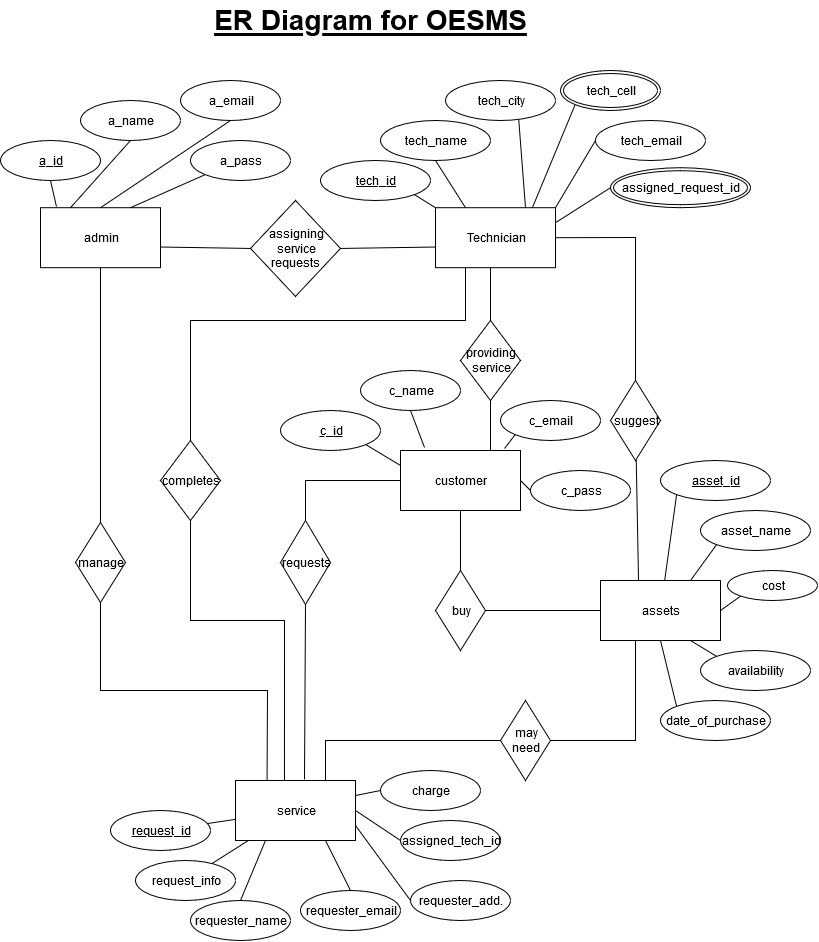 ER Diagram for OESMS
tech_cell
a_email
tech_city
a_name
tech_name
tech_email
a_id
a_pass
tech_id
assigned_request_id
admin
assigning
service
requests
Technician
providing
service
c_name
suggest
c_id
c_email
completes
customer
asset_id
c_pass
asset_name
manage
requests
cost
buy
assets
availability
date_of_purchase
may
need
charge
service
request_id
assigned_tech_id
request_info
requester_add.
requester_name
requester_email